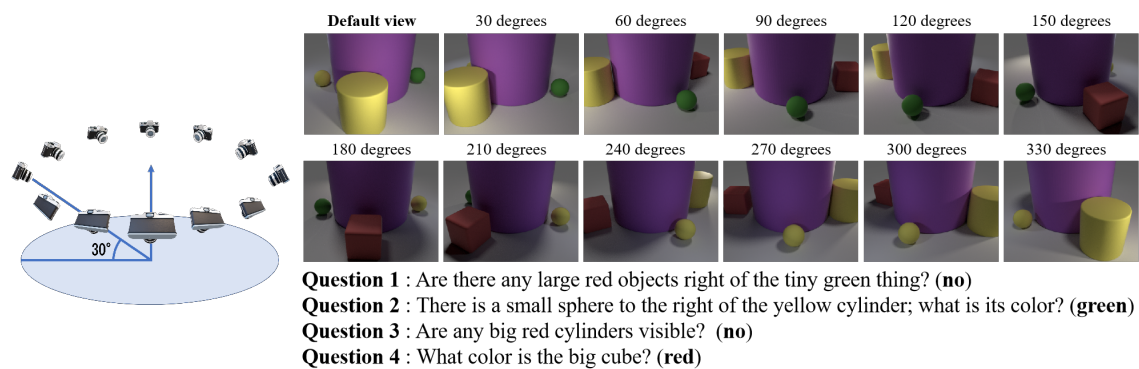 Default view 30 degrees 60 degrees 90 degrees 120 degrees 150 degrees
180 degrees 210 degrees 240 degrees 270 degrees 300 degrees 330 degrees
30°
Question 1 : Are there any large red objects right of the tiny green thing? (no)
Question 2 : There is a small sphere to the right of the yellow cylinder; what is its color? (green)
Question 3 : Are any big red cylinders visible? (no)
Question 4 : What color is the big cube? (red)